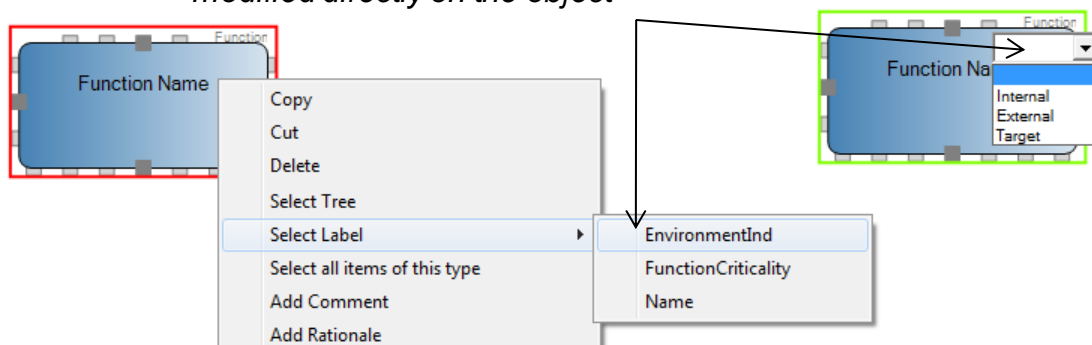 modified directly on the object
Function
Function Name
Copy
Cut
Delete
Select Tree
Select Label
Select all items of this type
Add Comment
Add Rationale
EnvironmentInd
FunctionCriticality
Name
Function
Function Na
Internal
External
Target